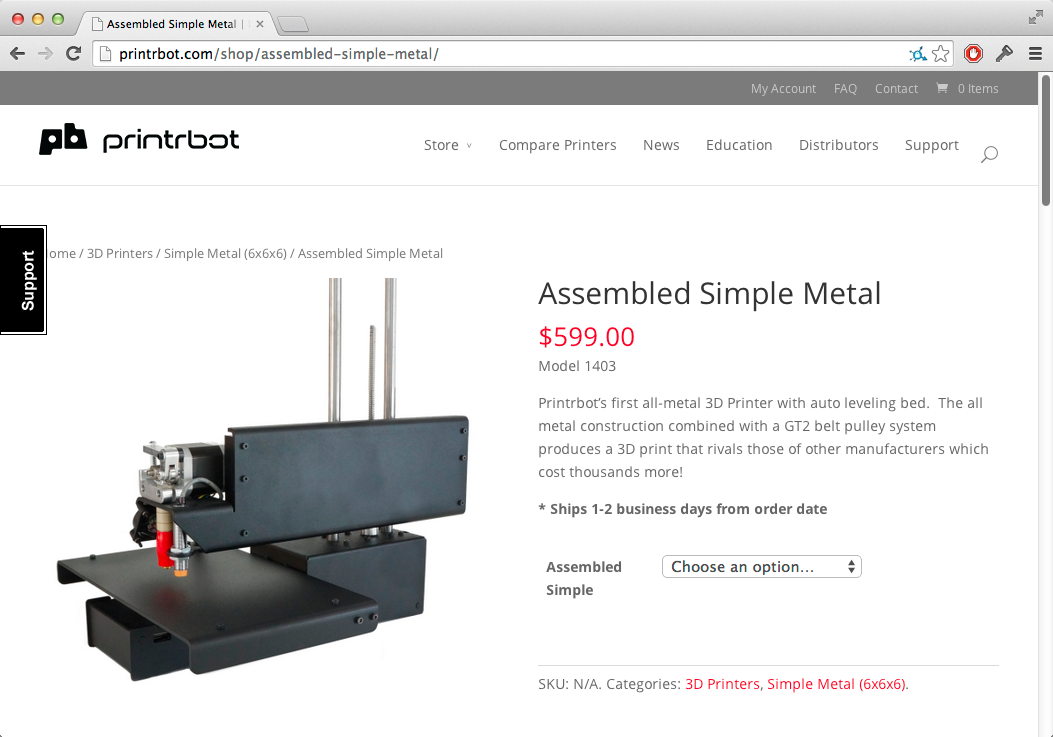 Assembled Simple Metal |
printrbot.com/shop/assembled-simple-metal/
My Account FAQ Contact 0 Items
pb printrbot
Store Compare Printers News Education Distributors Support
Support
ome / 3D Printers / Simple Metal (6x6x6) / Assembled Simple Metal
Assembled Simple Metal
$599.00
Model 1403
Printrbot’s first all-metal 3D Printer with auto leveling bed. The all
metal construction combined with a GT2 belt pulley system
produces a 3D print that rivals those of other manufacturers which
cost thousands more!
* Ships 1-2 business days from order date
Assembled
Simple
Choose an option...
SKU: N/A. Categories: 3D Printers, Simple Metal (6x6x6).